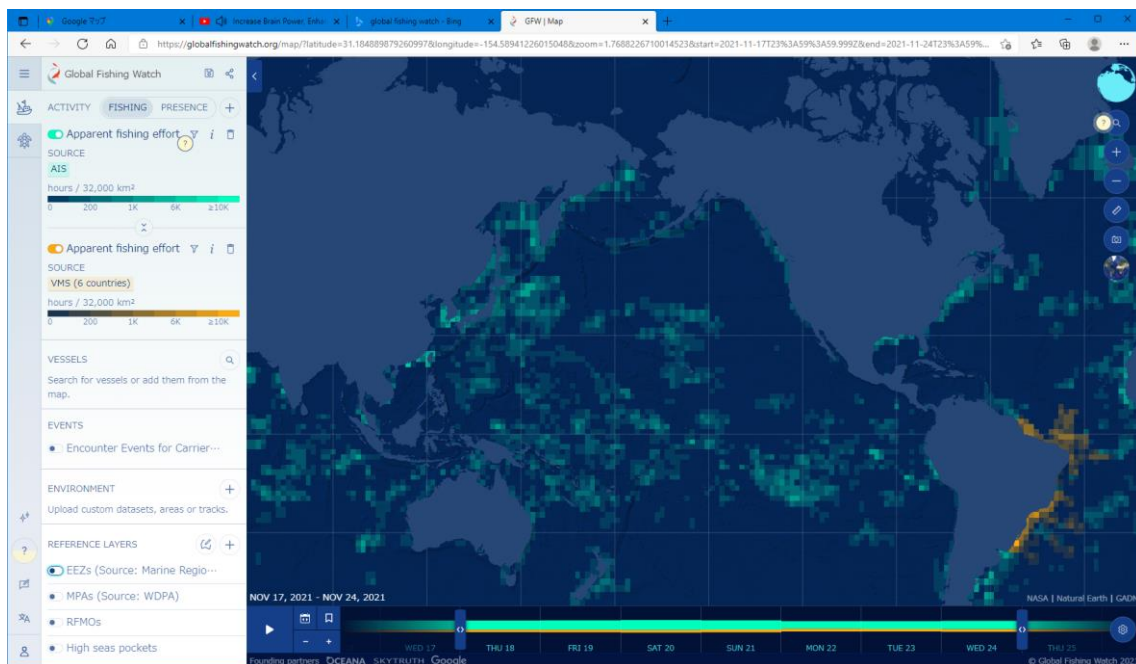 Google マップ
Increase Brain Power, Enhan
global fishing watch - Bing
GFW | Map
https://globalfishingwatch.org/map/?latitude=31.184889879260997&longitude=-154.58941226015048&zoom=1.7688226710014523&start=2021-11-17T23%3A59%3A59.999Z&end=2021-11-24T23%3A59%...
Global Fishing Watch
ACTIVITY FISHING PRESENCE
Apparent fishing effort
SOURCE
AIS
hours / 32,000 km²
0 200 1K 6K ≥10K
Apparent fishing effort
SOURCE
VMS (6 countries)
hours / 32,000 km²
0 200 1K 6K ≥10K
VESSELS
Search for vessels or add them from the
map.
EVENTS
Encounter Events for Carrier···
ENVIRONMENT
Upload custom datasets, areas or tracks.
REFERENCE LAYERS
EEZs (Source: Marine Regio···
MPAs (Source: WDPA)
RFMOs
High seas pockets
NOV 17, 2021 - NOV 24, 2021
NASA | Natural Earth | GADM
WED 17 THU 18 FRI 19 SAT 20 SUN 21 MON 22 TUE 23 WED 24 THU 25
Founding partners OCEANA SKYTRUTH Google
© Global Fishing Watch 202